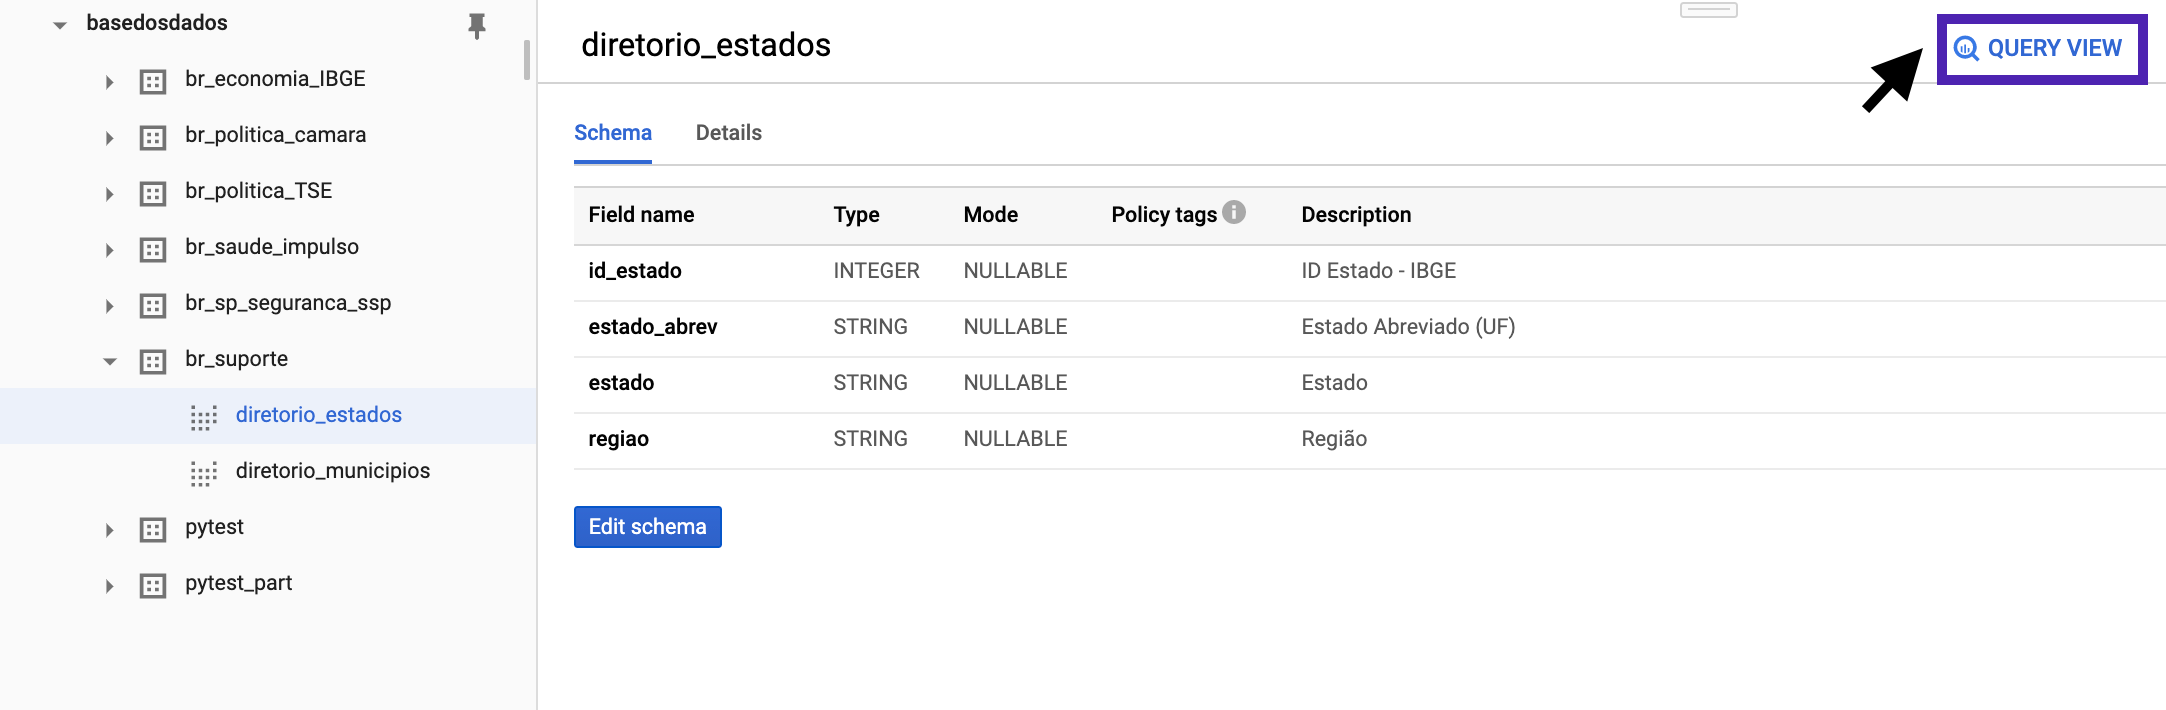 basedosdados
br_economia_IBGE
br_politica_camara
br_politica_TSE
br_saude_impulso
br_sp_seguranca_ssp
br_suporte
diretorio_estados
diretorio_municipios
pytest
pytest_part
diretorio_estados
QUERY VIEW
Schema Details
Field name Type Mode Policy tags Description
id_estado INTEGER NULLABLE ID Estado - IBGE
estado_abrev STRING NULLABLE Estado Abreviado (UF)
estado STRING NULLABLE Estado
regiao STRING NULLABLE Região
Edit schema